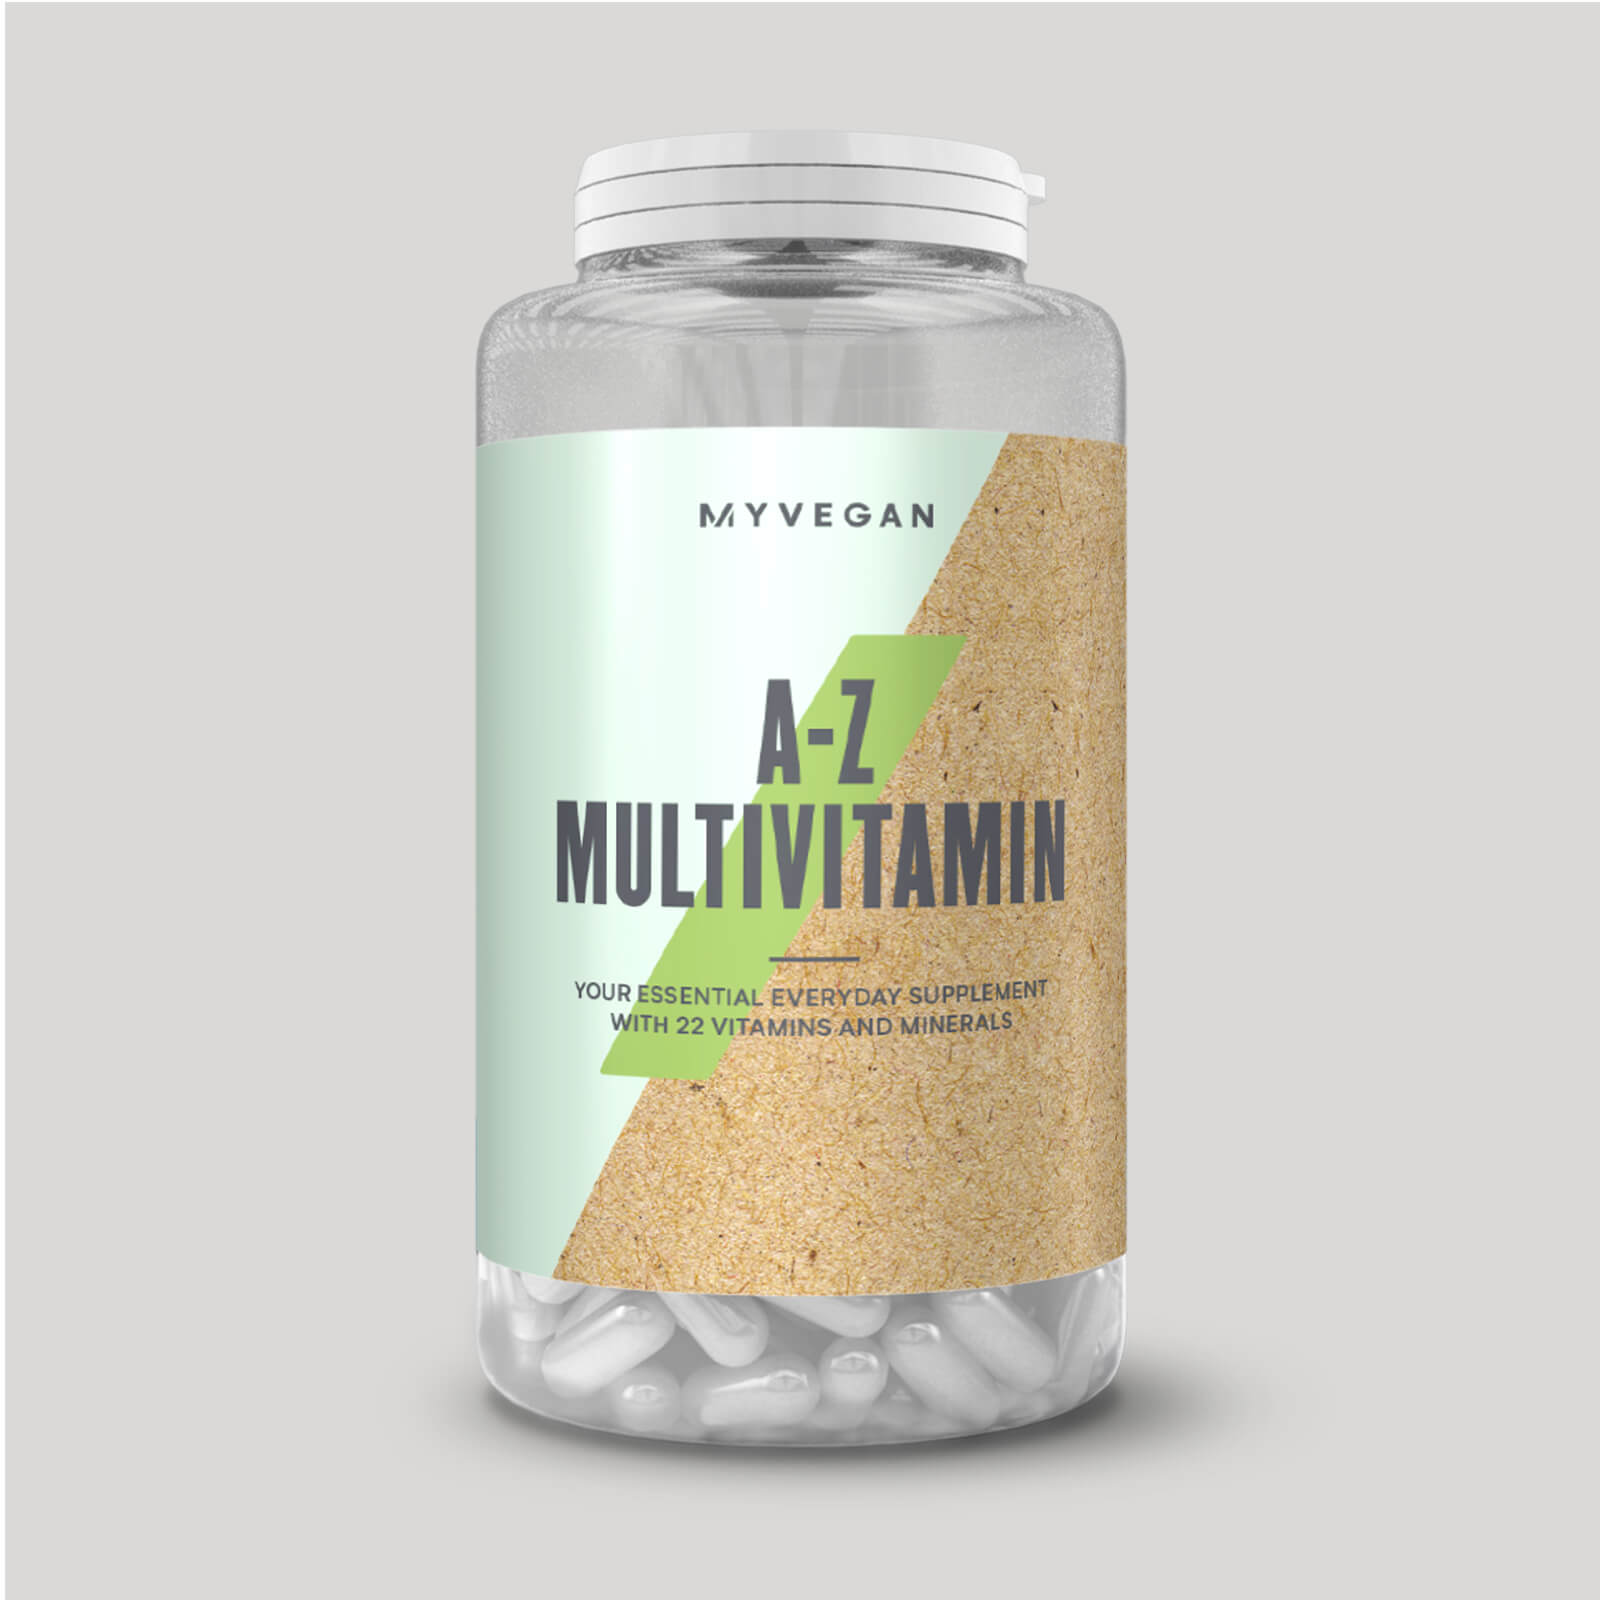 MYVEGAN
A-Z
MULTIVITAMIN
YOUR ESSENTIAL EVERYDAY SUPPLEMENT
WITH 22 VITAMINS AND MINERALS